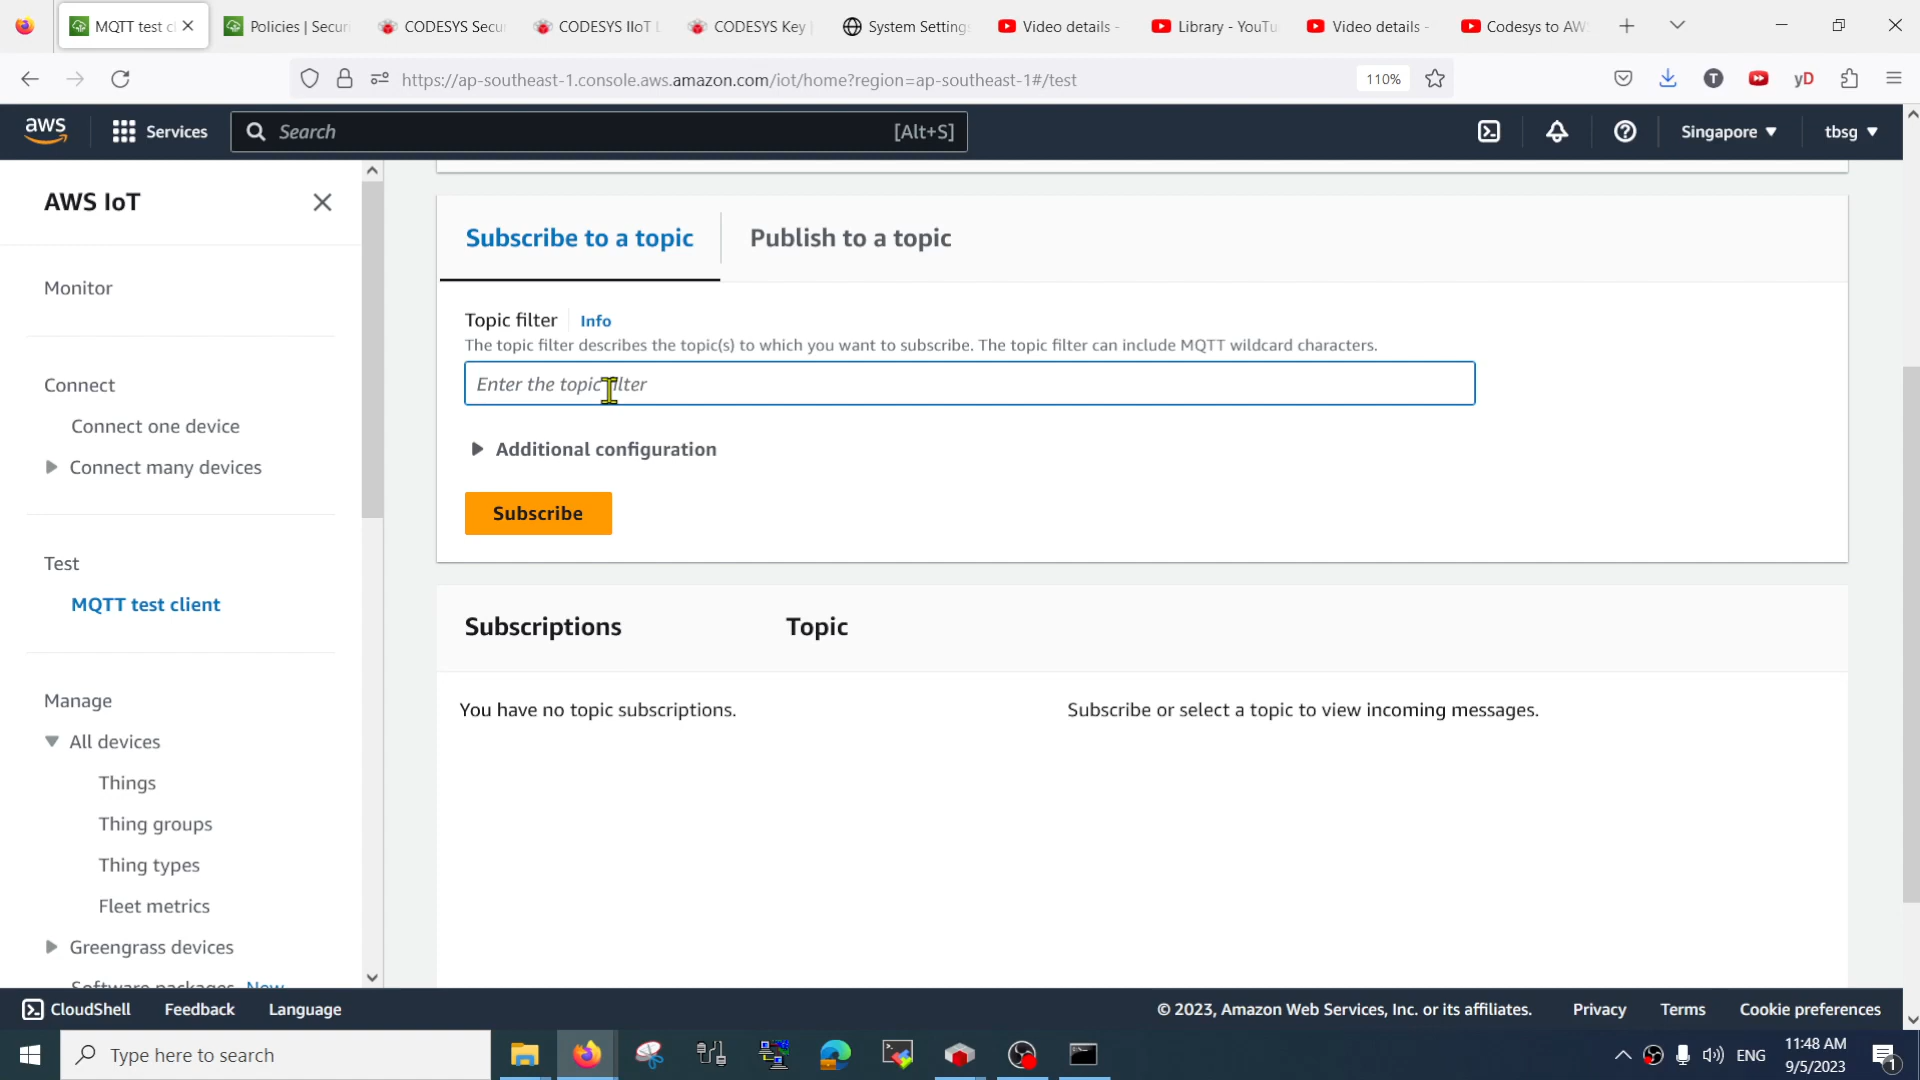 MQTT test cl
Policies | Securi
CODESYS Secu
CODESYS IIoT L
CODESYS Key |
System Settings
Video details -
Library - YouTu
Video details -
Codesys to AW
https://ap-southeast-1.console.aws.amazon.com/iot/home?region=ap-southeast-1#/test
110%
T
yD
aws
Services
Search
[Alt+S]
Singapore ▼
tbsg ▼
AWS IoT
Monitor
Connect
Connect one device
Connect many devices
Test
MQTT test client
Manage
All devices
Things
Thing groups
Thing types
Fleet metrics
Greengrass devices
Software packages New
Subscribe to a topic
Publish to a topic
Topic filter
Info
The topic filter describes the topic(s) to which you want to subscribe. The topic filter can include MQTT wildcard characters.
Enter the topic filter
Additional configuration
Subscribe
Subscriptions
Topic
You have no topic subscriptions.
Subscribe or select a topic to view incoming messages.
CloudShell
Feedback
Language
© 2023, Amazon Web Services, Inc. or its affiliates.
Privacy
Terms
Cookie preferences
Type here to search
ENG
11:48 AM
9/5/2023
1